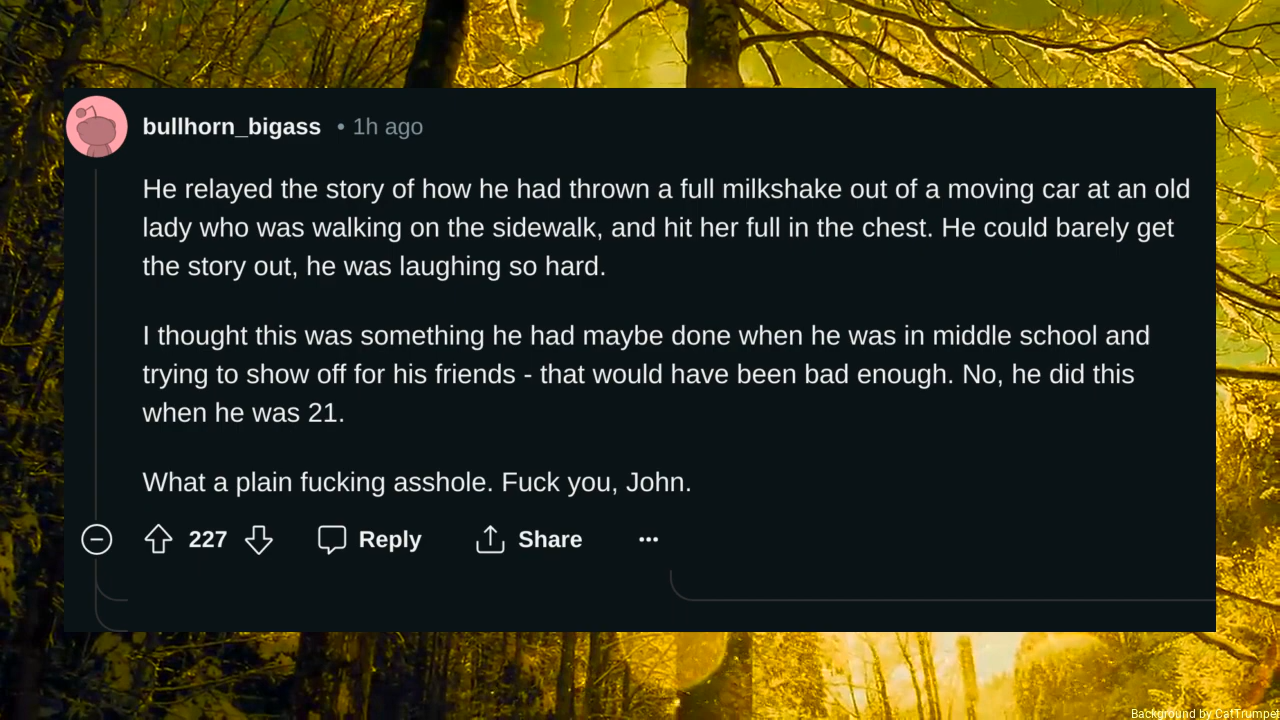 bullhorn_bigass • 1h ago
He relayed the story of how he had thrown a full milkshake out of a moving car at an old
lady who was walking on the sidewalk, and hit her full in the chest. He could barely get
the story out, he was laughing so hard.
I thought this was something he had maybe done when he was in middle school and
trying to show off for his friends - that would have been bad enough. No, he did this
when he was 21.
What a plain fucking asshole. Fuck you, John.
227 Reply Share
Background by CatTrumpet